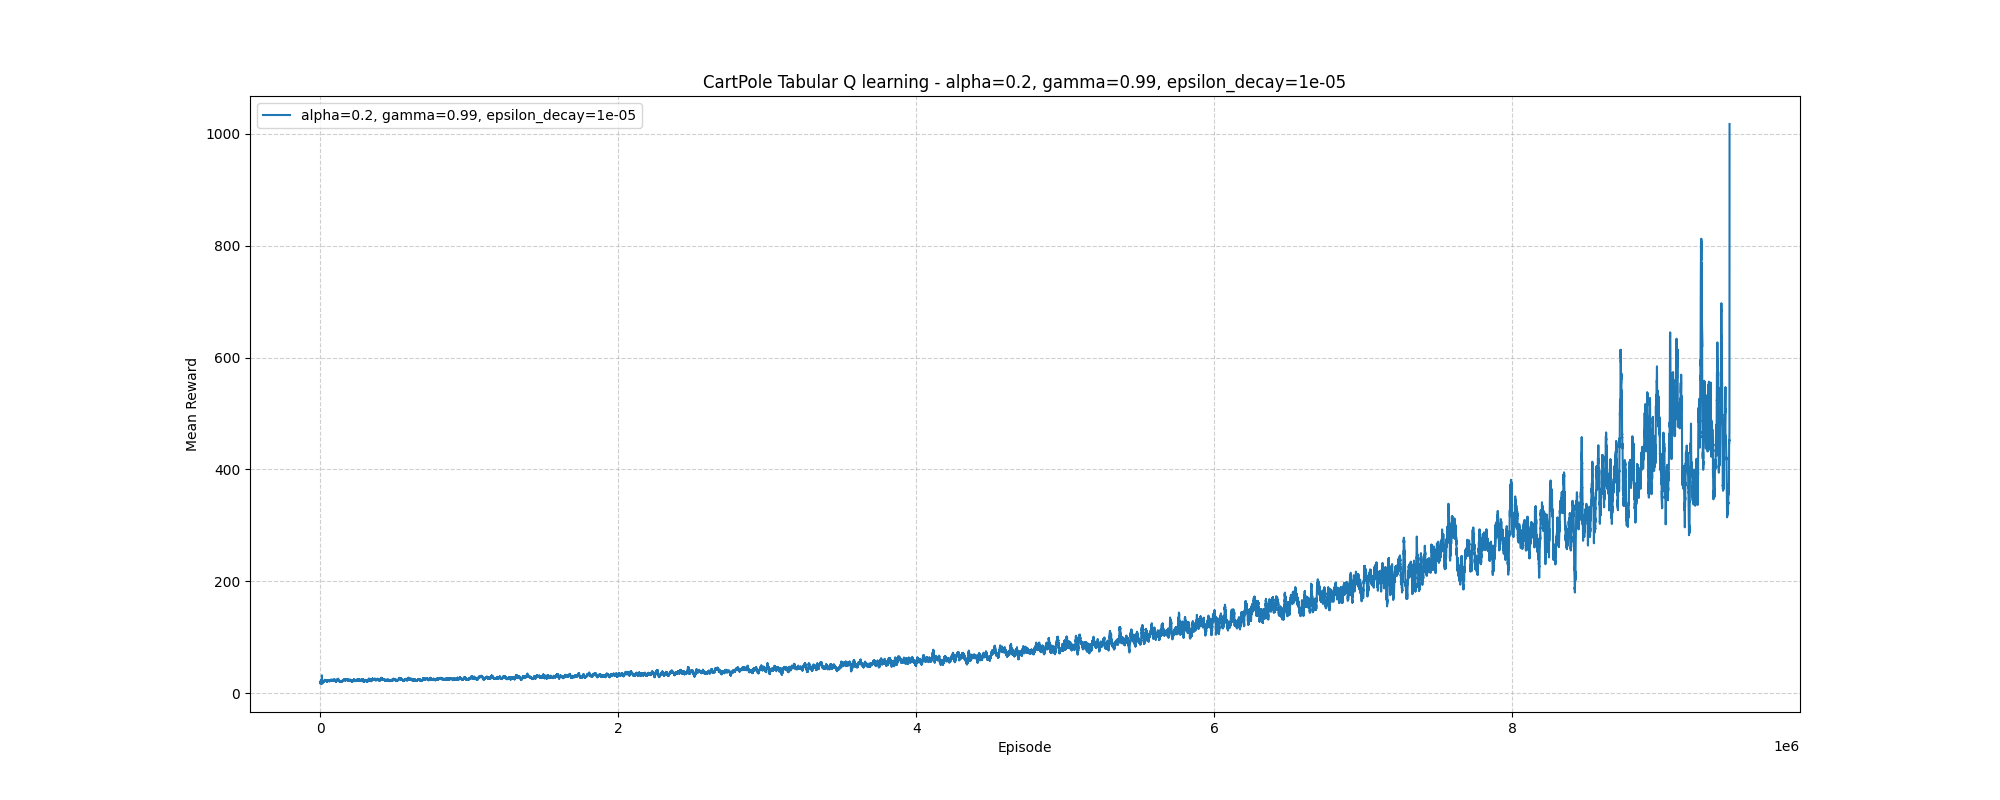 CartPole Tabular Q learning - alpha=0.2, gamma=0.99, epsilon_decay=1e-05
alpha=0.2, gamma=0.99, epsilon_decay=1e-05
1000
800
600
400
200
0
Mean Reward
0 2 4 6 8
Episode
1e6